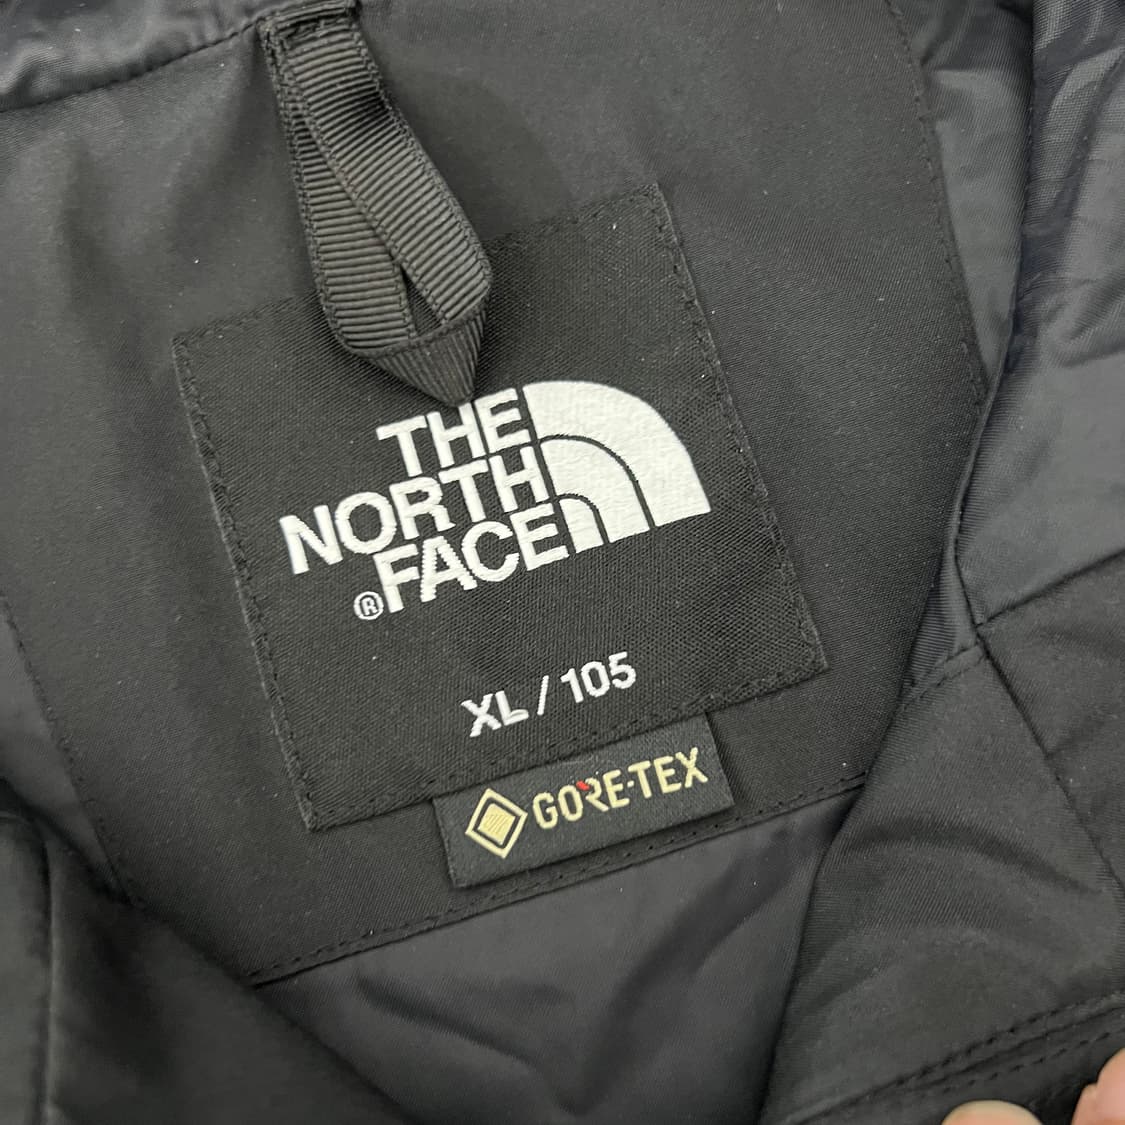 THE
NORTH
® FACE
XL / 105
GORE-TEX